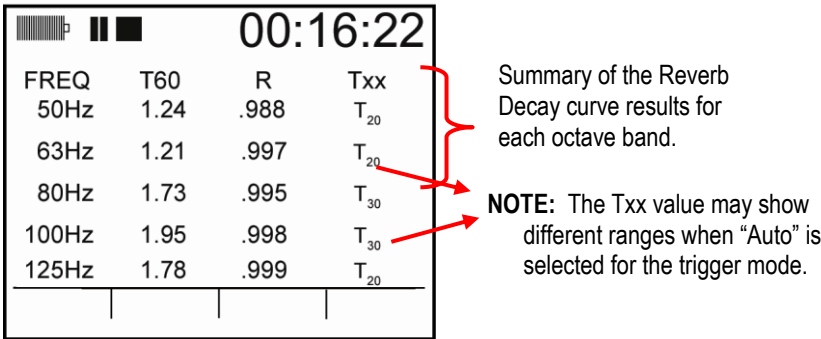 00:16:22
FREQ T60 R Txx
50Hz 1.24 .988 T20
63Hz 1.21 .997 T20
80Hz 1.73 .995 T30
100Hz 1.95 .998 T30
125Hz 1.78 .999 T20
Summary of the Reverb
Decay curve results for
each octave band.
NOTE: The Txx value may show
different ranges when “Auto” is
selected for the trigger mode.